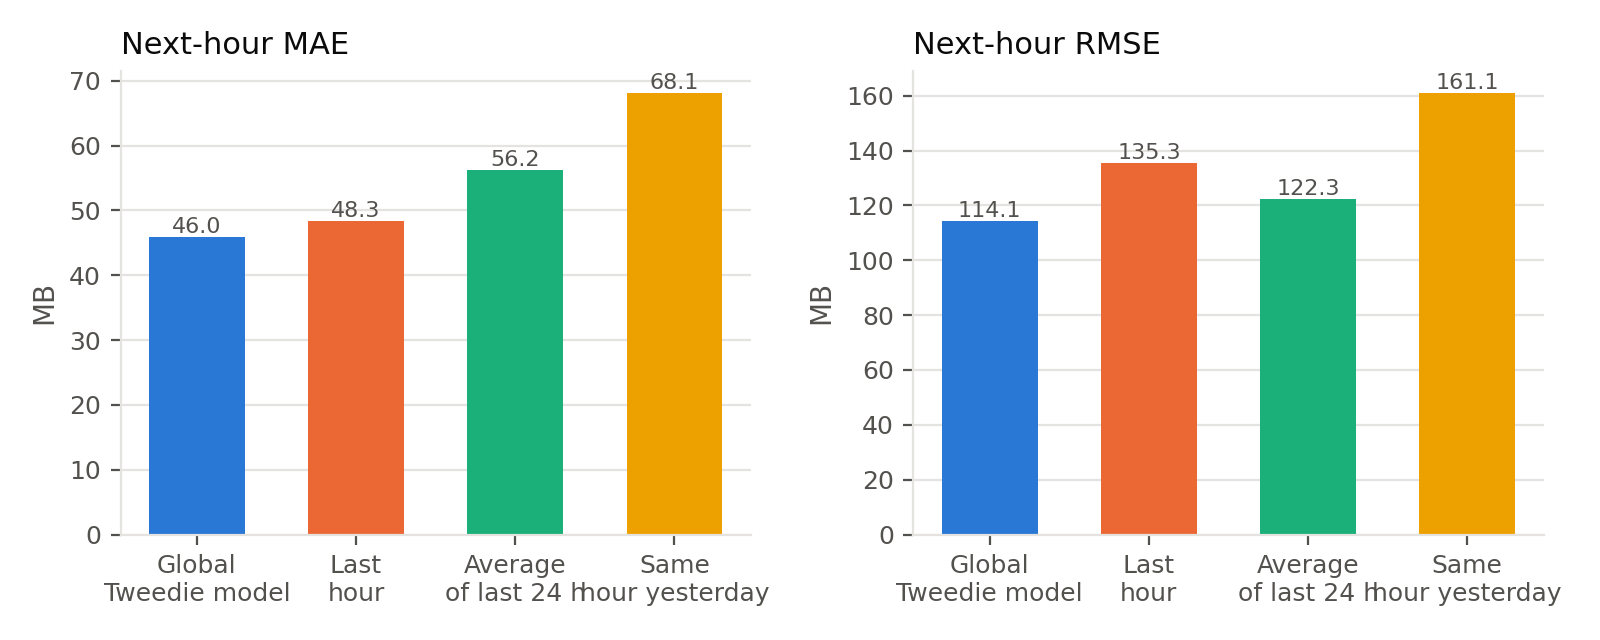 Next-hour MAE
MB
70
60
50
40
30
20
10
0
46.0
48.3
56.2
68.1
Global
Tweedie model
Last
hour
Average
of last 24 h
Same
hour yesterday
Next-hour RMSE
MB
160
140
120
100
80
60
40
20
0
114.1
135.3
122.3
161.1
Global
Tweedie model
Last
hour
Average
of last 24 h
Same
hour yesterday